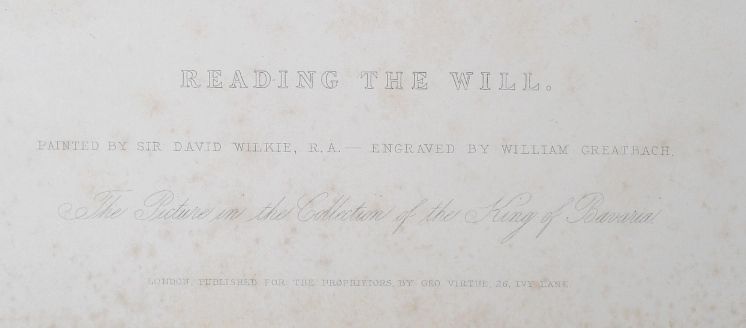 READING THE WILL.
PAINTED BY SIR DAVID WILKIE, R.A. — ENGRAVED BY WILLIAM GREATBACH.
The Picture in the Collection of the King of Bavaria
LONDON, PUBLISHED FOR THE PROPRIETORS, BY GEO VIRTUE, 26, IVY LANE.